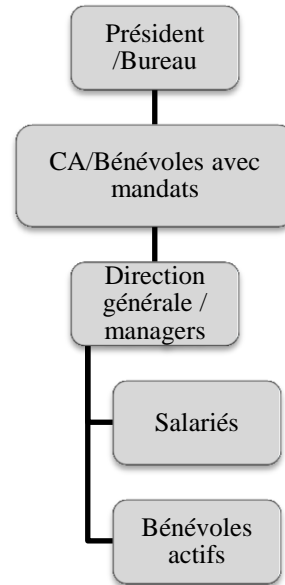 Président
/Bureau
CA/Bénévoles avec
mandats
Direction
générale /
managers
Salariés
Bénévoles
actifs